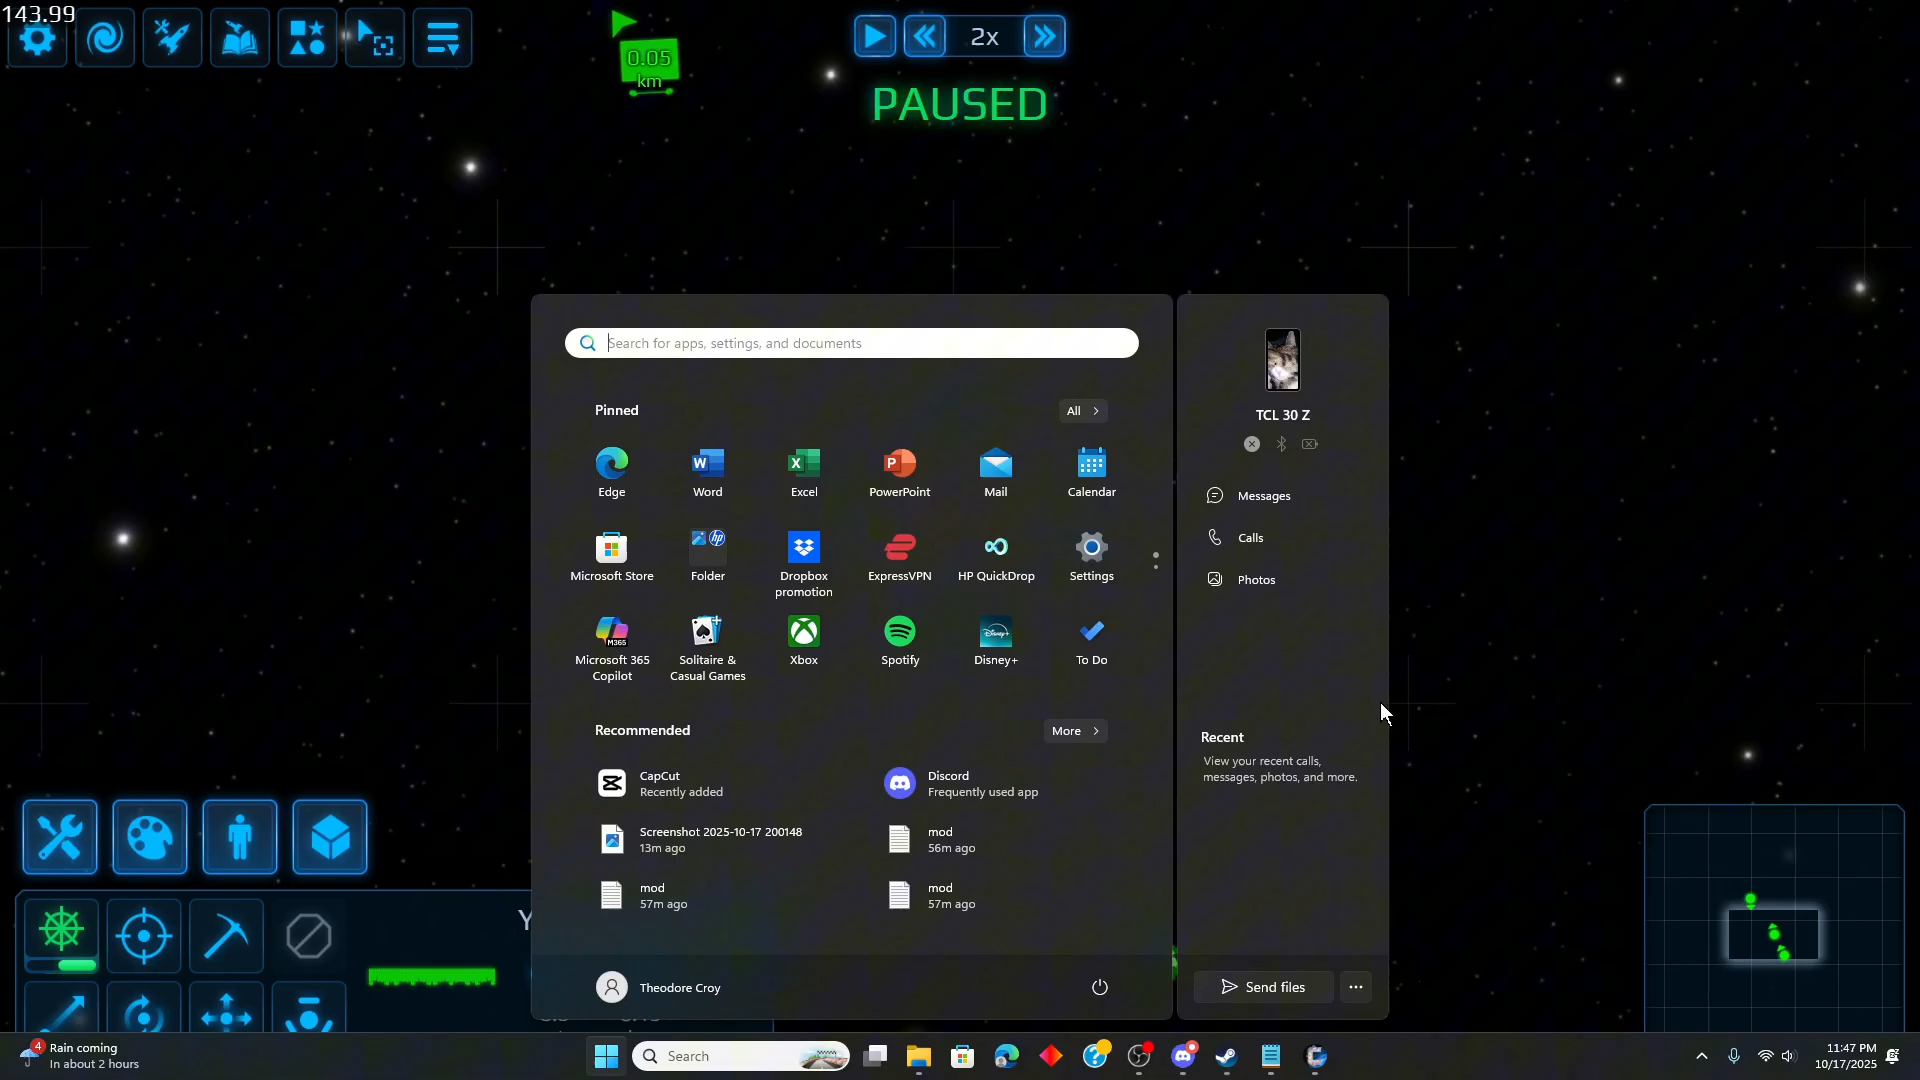 143.99
0.05
km
2x
PAUSED
Search for apps, settings, and documents
Pinned
All
Edge
Word
Excel
PowerPoint
Mail
Calendar
Microsoft Store
Folder
Dropbox
promotion
ExpressVPN
HP QuickDrop
Settings
Microsoft 365
Copilot
Solitaire &
Casual Games
Xbox
Spotify
Disney+
To Do
Recommended
More
CapCut
Recently added
Discord
Frequently used app
Screenshot 2025-10-17 200148
13m ago
mod
56m ago
mod
57m ago
mod
57m ago
Theodore Croy
TCL 30 Z
Messages
Calls
Photos
Recent
View your recent calls,
messages, photos, and more.
Send files
4
Rain coming
In about 2 hours
Search
11:47 PM
10/17/2025